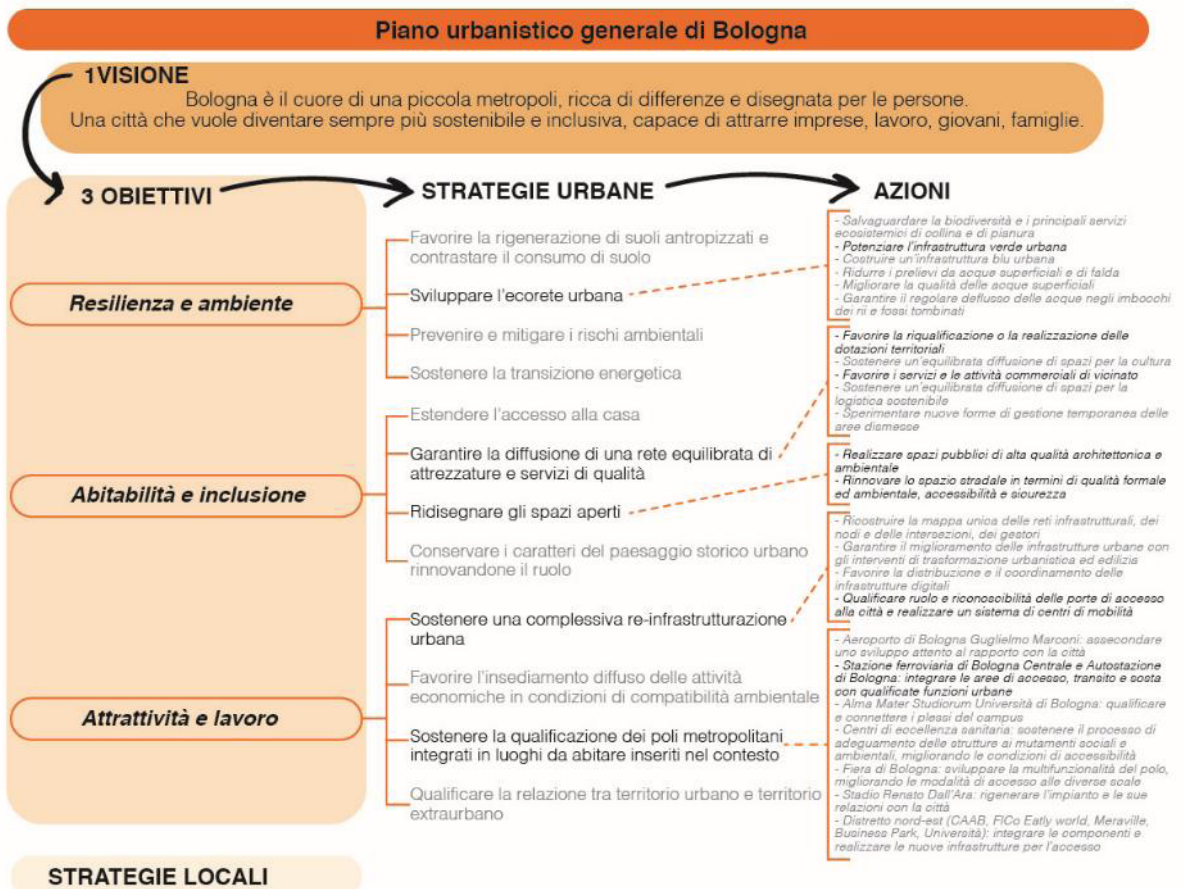 Piano urbanistico generale di Bologna
1 VISIONE
Bologna è il cuore di una piccola metropoli, ricca di differenze e disegnata per le persone.
Una città che vuole diventare sempre più sostenibile e inclusiva, capace di attrarre imprese, lavoro, giovani, famiglie.
3 OBIETTIVI
Resilienza e ambiente
Abitabilità e inclusione
Attrattività e lavoro
STRATEGIE URBANE
Favorire la rigenerazione di suoli antropizzati e
contrastare il consumo di suolo
Sviluppare l'ecorete urbana
Prevenire e mitigare i rischi ambientali
Sostenere la transizione energetica
Estendere l'accesso alla casa
Garantire la diffusione di una rete equilibrata di
attrezzature e servizi di qualità
Ridisegnare gli spazi aperti
Conservare i caratteri del paesaggio storico urbano
rinnovandone il ruolo
Sostenere una complessiva re-infrastrutturazione
urbana
Favorire l'insediamento diffuso delle attività
economiche in condizioni di compatibilità ambientale
Sostenere la qualificazione dei poli metropolitani
integrati in luoghi da abitare inseriti nel contesto
Qualificare la relazione tra territorio urbano e territorio
extraurbano
AZIONI
- Salvaguardare la biodiversità e i principali servizi
ecosistemici di collina e di pianura
- Potenziare l'infrastruttura verde urbana
- Costruire un'infrastruttura blu urbana
- Ridurre i prelievi da acque superficiali e di falda
- Migliorare la qualità delle acque superficiali
- Garantire il regolare deflusso delle acque negli imbocchi
dei rii e fossi tombinati
- Favorire la riqualificazione o la realizzazione delle
dotazioni territoriali
- Sostenere un'equilibrata diffusione di spazi per la cultura
- Favorire i servizi e le attività commerciali di vicinato
- Sostenere un'equilibrata diffusione di spazi per la
logistica sostenibile
- Sperimentare nuove forme di gestione temporanea delle
aree dismesse
- Realizzare spazi pubblici di alta qualità architettonica e
ambientale
- Rinnovare lo spazio stradale in termini di qualità formale
ed ambientale, accessibilità e sicurezza
- Ricostruire la mappa unica delle reti infrastrutturali, dei
nodi e delle intersezioni, dei gestori
- Garantire il miglioramento delle infrastrutture urbane con
gli interventi di trasformazione urbanistica ed edilizia
- Favorire la distribuzione e il coordinamento delle
infrastrutture digitali
- Qualificare ruolo e riconoscibilità delle porte di accesso
alla città e realizzare un sistema di centri di mobilità
- Aeroporto di Bologna Guglielmo Marconi: assecondare
uno sviluppo attento al rapporto con la città
- Stazione ferroviaria di Bologna Centrale e Autostazione
di Bologna: integrare le aree di accesso, transito e sosta
con qualificate funzioni urbane
- Alma Mater Studiorum Università di Bologna: qualificare
e connettere i plessi del campus
- Centri di eccellenza sanitaria: sostenere il processo di
adeguamento delle strutture ai mutamenti sociali e
ambientali, migliorando le condizioni di accessibilità
- Fiera di Bologna: sviluppare la multifunzionalità del polo,
migliorando le modalità di accesso alle diverse scale
- Stadio Renato Dall'Ara: rigenerare l'impianto e le sue
relazioni con la città
- Distretto nord-est (CAAB, FICo Eatly world, Meraville,
Business Park, Università): integrare le componenti e
realizzare le nuove infrastrutture per l'accesso
STRATEGIE LOCALI